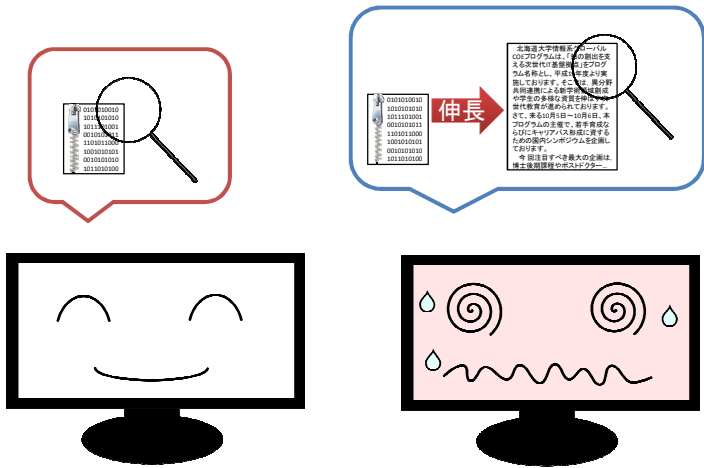 0101010010
1010101010
1011101001
0010101011
1101011000
1001010101
0010101010
1011010100
0101010010
1010101010
1011101001
0010101011
1101011000
1001010101
0010101010
1011010100
伸長
北海道大学情報系グローバル
COEプログラムは、「知の創出を支
える次世代IT基盤拠点」をプログ
ラム名称とし、平成 年度より実
施しております。そこでは、異分野
共同連携による新学術領域創成
や学生の多様な資質を伸ばす次
世代教育が進められております。
さて、来る10月5日～10月6日、本
プログラムの主催で、若手育成な
らびにキャリアパス形成に資する
ための国内シンポジウムを企画し
ております。
今回注目すべき最大の企画は、
博士後期課程やポストドクター...